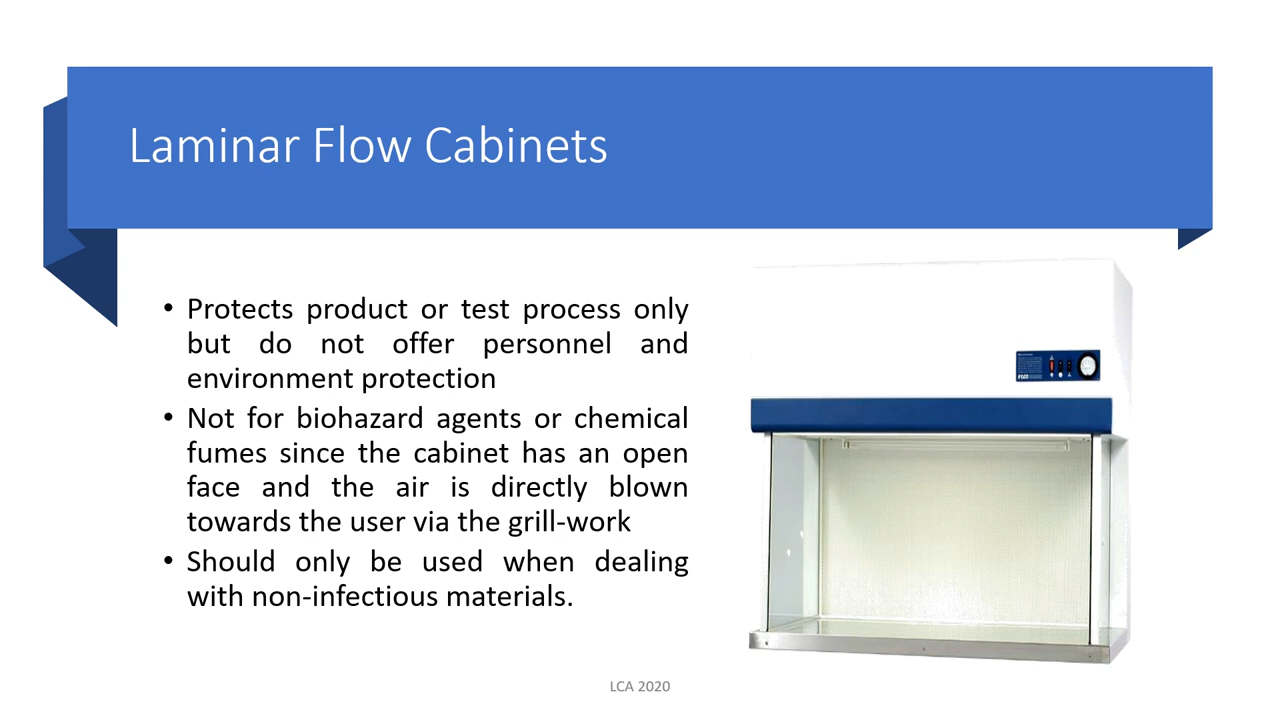 Laminar Flow Cabinets
• Protects product or test process only
but do not offer personnel and
environment protection
• Not for biohazard agents or chemical
fumes since the cabinet has an open
face and the air is directly blown
towards the user via the grill-work
• Should only be used when dealing
with non-infectious materials.
LCA 2020